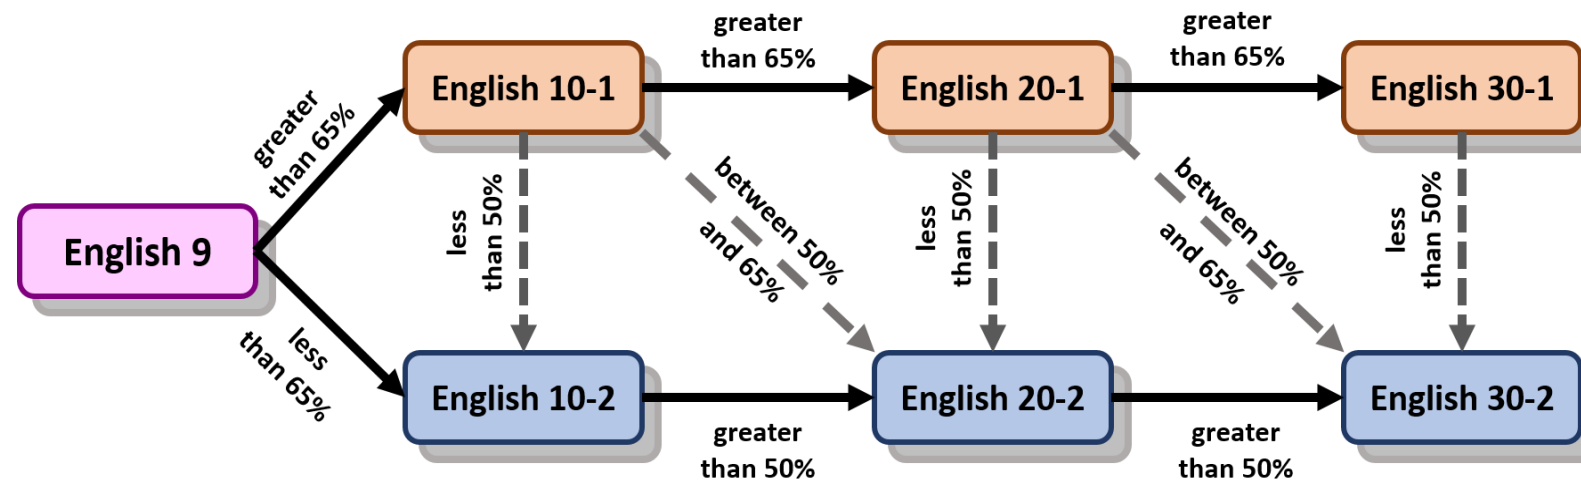 greater
than 65%
greater
than 65%
English 10-1
English 20-1
English 30-1
greater
than 65%
less
than 50%
between 50%
and 65%
less
than 50%
between 50%
and 65%
less
than 50%
English 9
less
than 65%
English 10-2
English 20-2
English 30-2
greater
than 50%
greater
than 50%